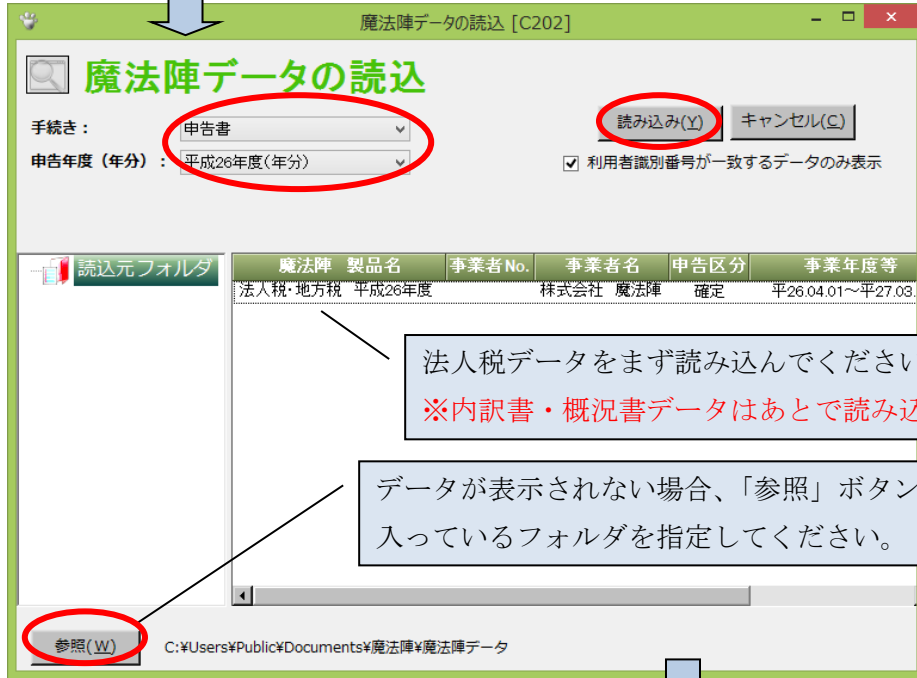 魔法陣データの読込 [C202]
魔法陣データの読込
手続き： 申告書
読み込み(Y) キャンセル(C)
申告年度（年分）： 平成26年度(年分)
利用者識別番号が一致するデータのみ表示
読込元フォルダ
魔法陣 製品名 事業者No. 事業者名 申告区分 事業年度等
法人税･地方税 平成26年度 株式会社 魔法陣 確定 平26.04.01～平27.03.
法人税データをまず読み込んでください
※内訳書・概況書データはあとで読み込
データが表示されない場合、「参照」ボタン
入っているフォルダを指定してください。
参照(W) C:¥Users¥Public¥Documents¥魔法陣¥魔法陣データ